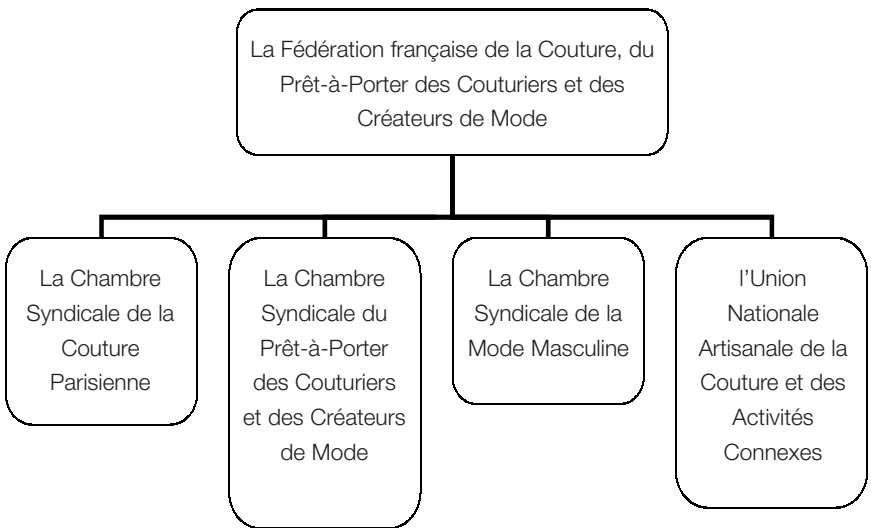 La Fédération française de la Couture, du
Prêt-à-Porter des Couturiers et des
Créateurs de Mode
La Chambre
Syndicale de la
Couture
Parisienne
La Chambre
Syndicale du
Prêt-à-Porter
des Couturiers
et des Créateurs
de Mode
La Chambre
Syndicale de la
Mode Masculine
l’Union
Nationale
Artisanale de la
Couture et des
Activités
Connexes